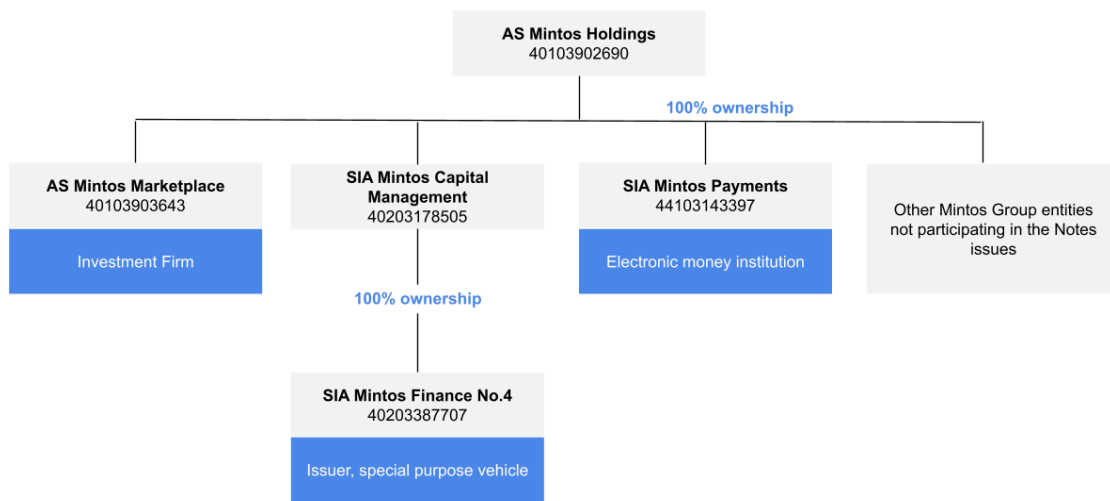 AS Mintos Holdings
40103902690
100% ownership
AS Mintos Marketplace
40103903643
Investment Firm
SIA Mintos Capital
Management
40203178505
SIA Mintos Payments
44103143397
Electronic money institution
Other Mintos Group entities
not participating in the Notes
issues
100% ownership
SIA Mintos Finance No.4
40203387707
Issuer, special purpose vehicle